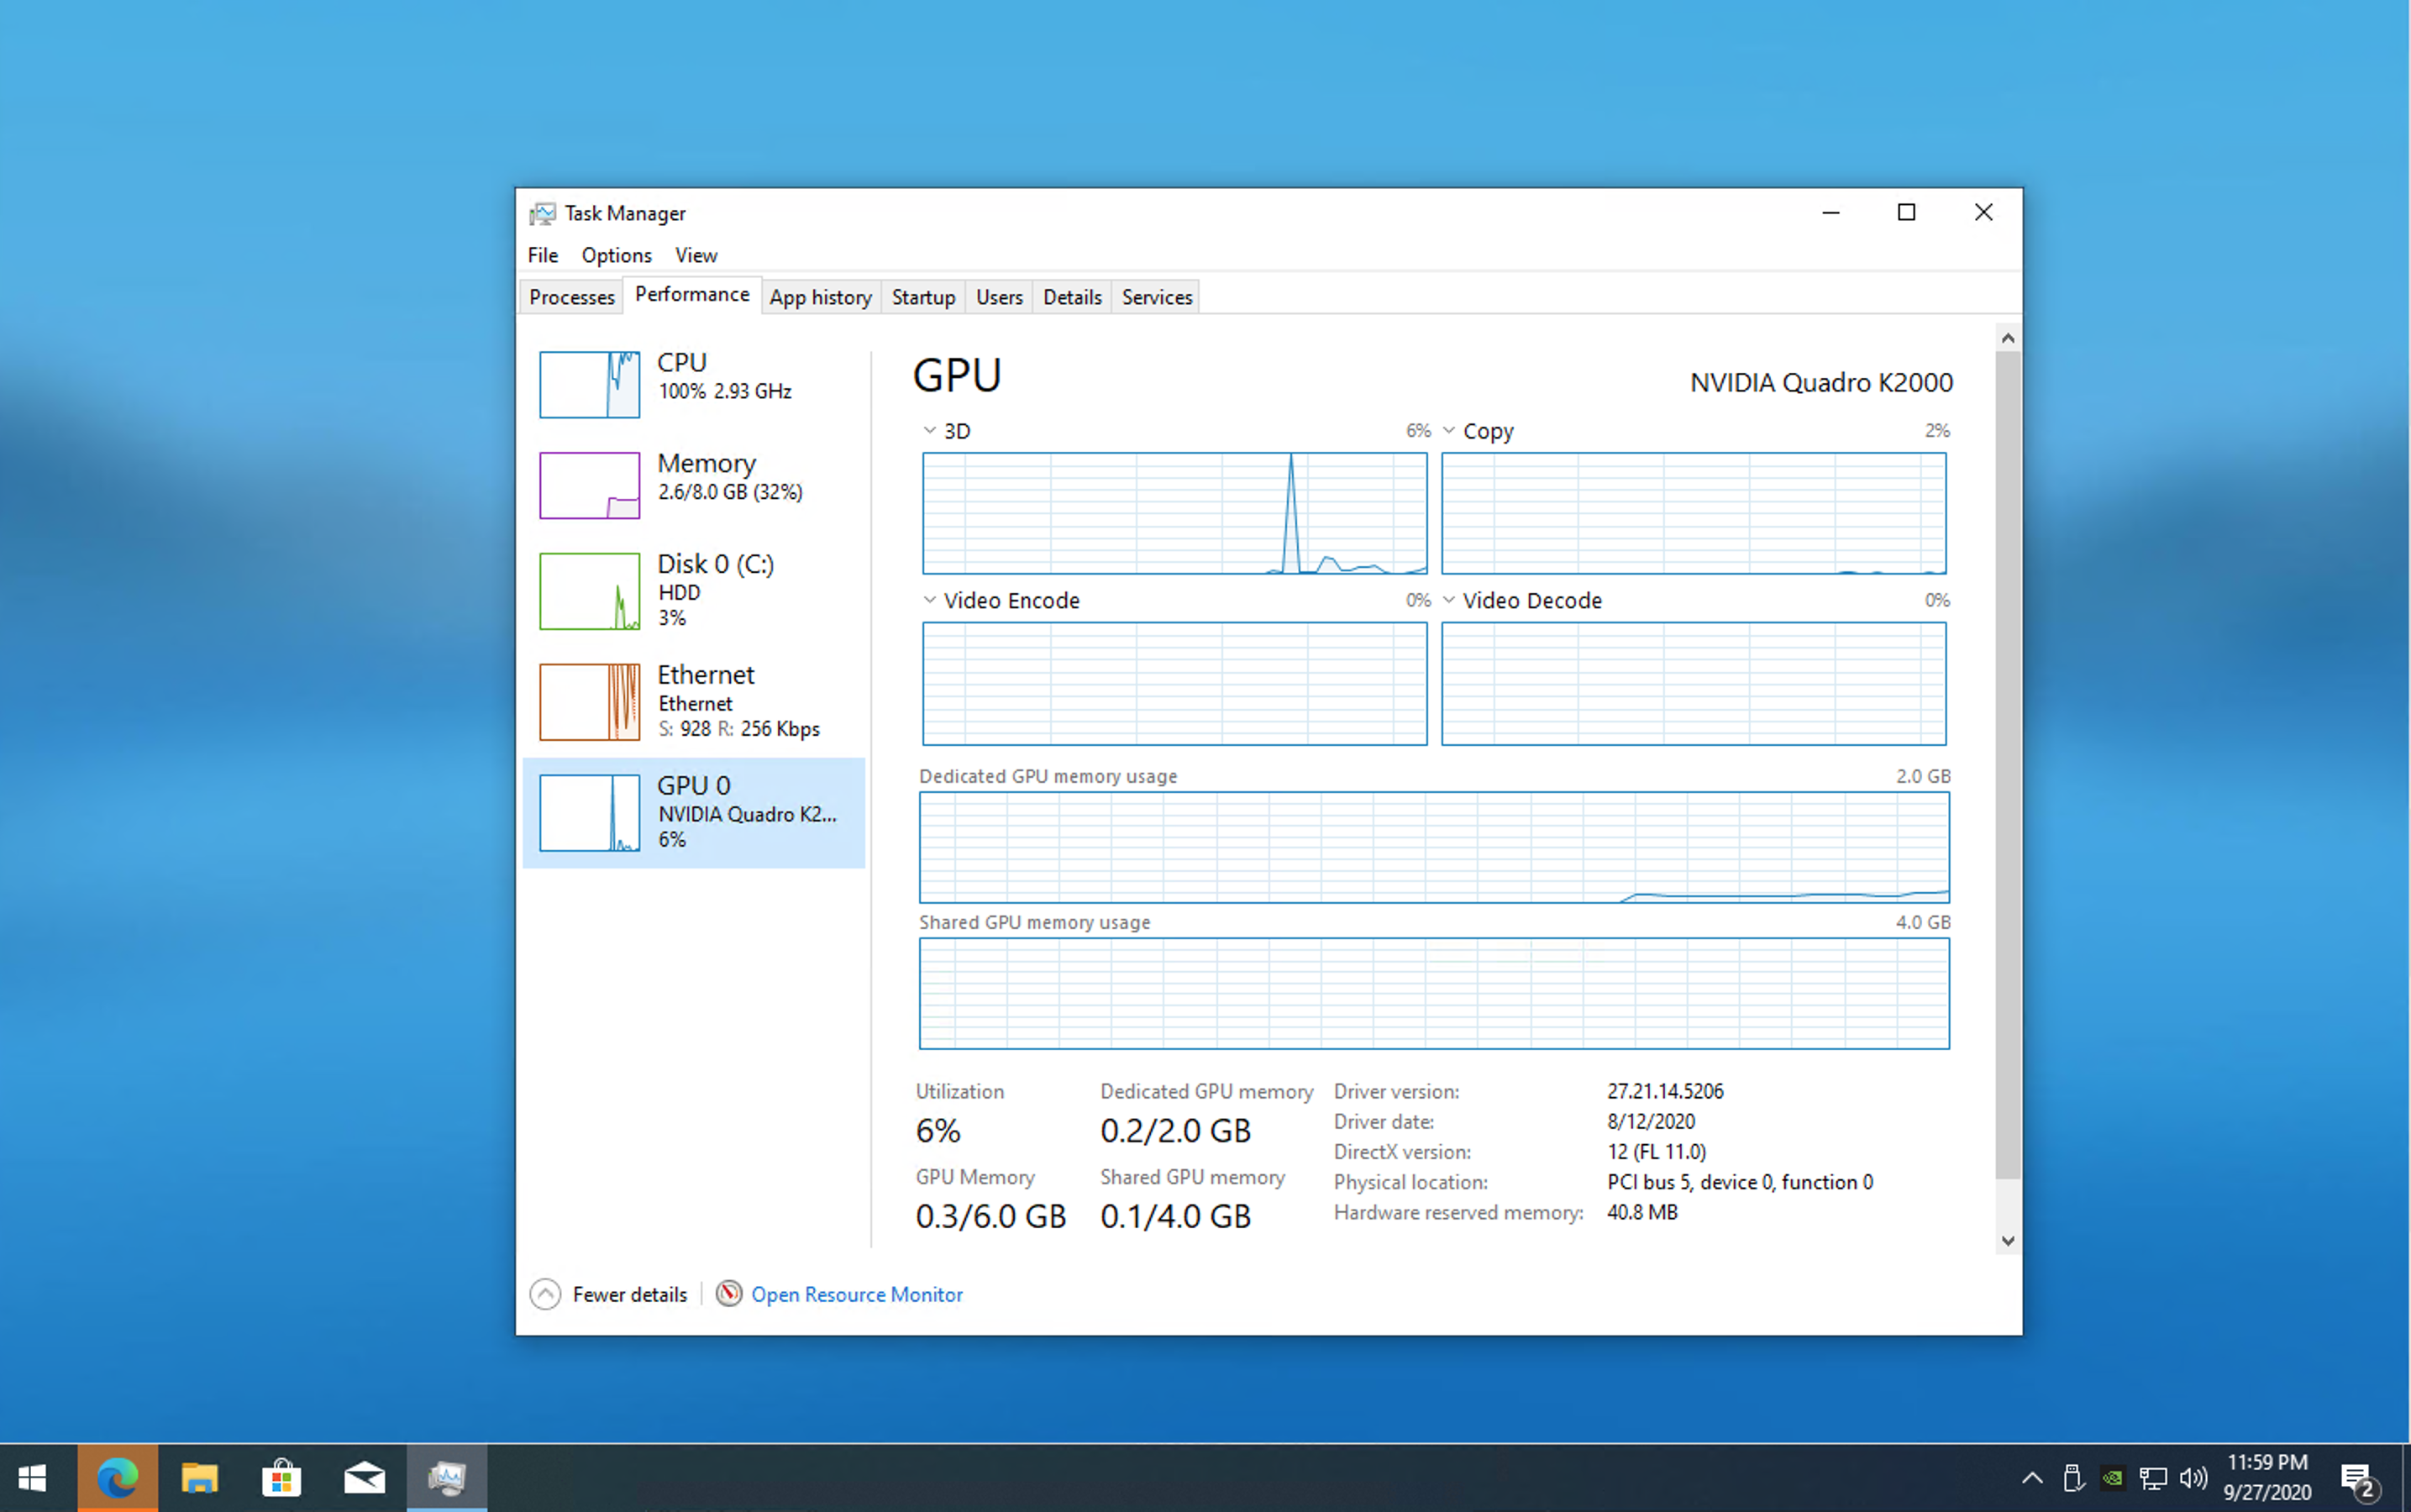 Task Manager
File Options View
Processes Performance App history Startup Users Details Services
CPU
100% 2.93 GHz
Memory
2.6/8.0 GB (32%)
Disk 0 (C:)
HDD
3%
Ethernet
Ethernet
S: 928 R: 256 Kbps
GPU 0
NVIDIA Quadro K2...
6%
GPU
NVIDIA Quadro K2000
3D 6%
Copy 2%
Video Encode 0%
Video Decode 0%
Dedicated GPU memory usage 2.0 GB
Shared GPU memory usage 4.0 GB
Utilization
6%
Dedicated GPU memory
0.2/2.0 GB
GPU Memory
0.3/6.0 GB
Shared GPU memory
0.1/4.0 GB
Driver version: 27.21.14.5206
Driver date: 8/12/2020
DirectX version: 12 (FL 11.0)
Physical location: PCI bus 5, device 0, function 0
Hardware reserved memory: 40.8 MB
Fewer details
Open Resource Monitor
11:59 PM
9/27/2020
2